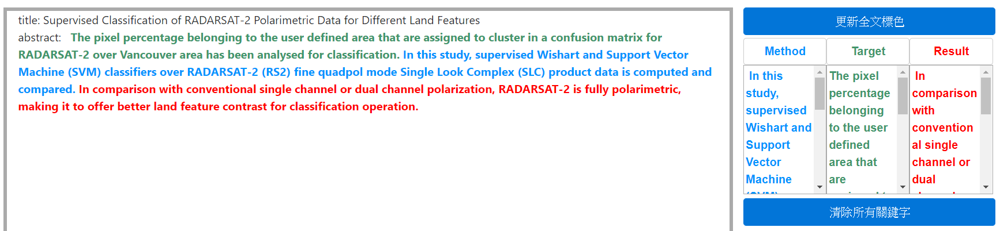 title: Supervised Classification of RADARSAT-2 Polarimetric Data for Different Land Features
abstract: The pixel percentage belonging to the user defined area that are assigned to cluster in a confusion matrix for
RADARSAT-2 over Vancouver area has been analysed for classification. In this study, supervised Wishart and Support Vector
Machine (SVM) classifiers over RADARSAT-2 (RS2) fine quadpol mode Single Look Complex (SLC) product data is computed and
compared. In comparison with conventional single channel or dual channel polarization, RADARSAT-2 is fully polarimetric,
making it to offer better land feature contrast for classification operation.
更新全文標色
Method
In this
study,
supervised
Wishart and
Support
Vector
Machine
(SVM)
Target
The pixel
percentage
belonging
to the user
defined
area that
are
Result
In
comparison
with
convention
al single
channel or
dual
清除所有關鍵字